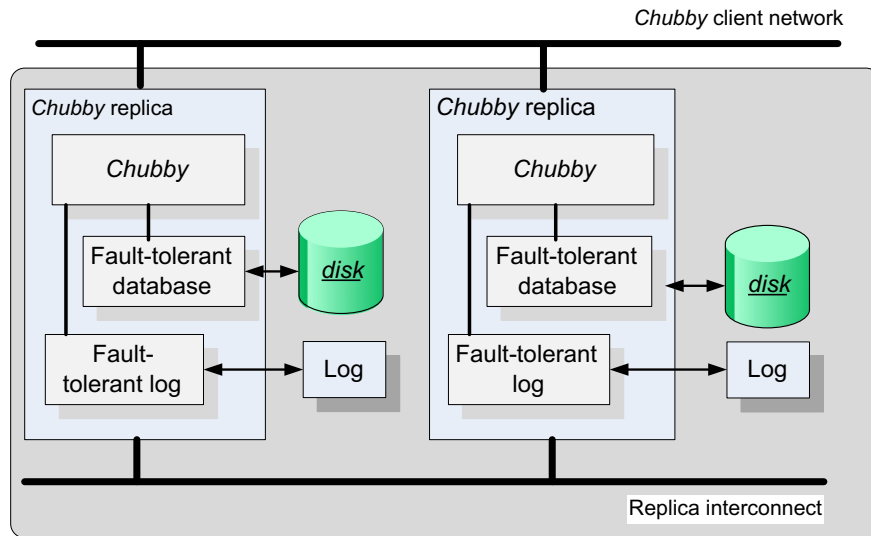 Chubby client network
Chubby replica
Chubby
Fault-tolerant
database
disk
Fault-
tolerant log
Log
Chubby replica
Chubby
Fault-tolerant
database
disk
Fault-tolerant
log
Log
Replica interconnect